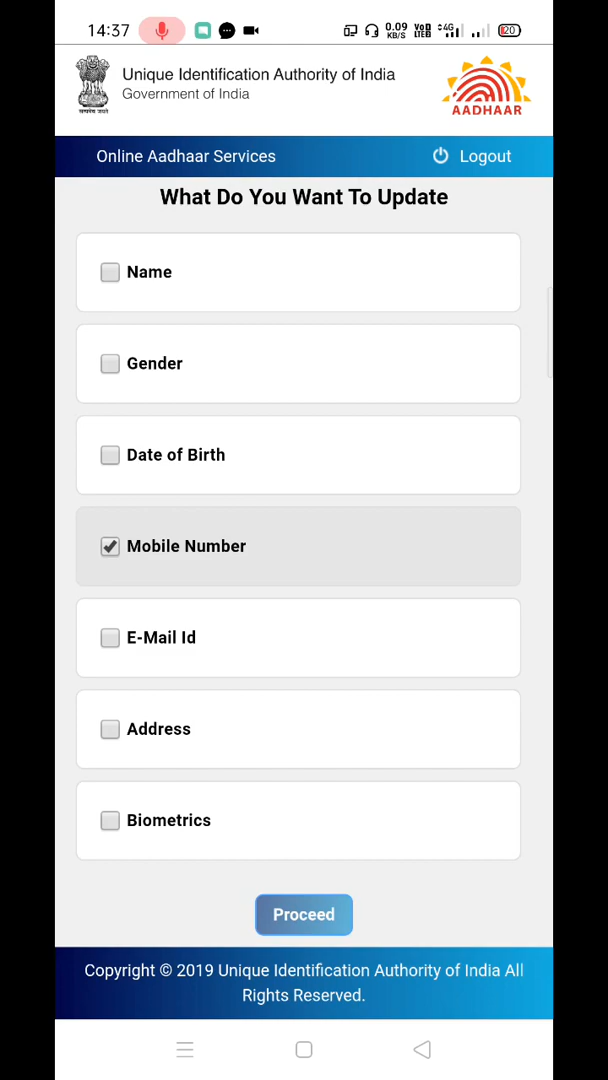 14:37
0.09 KB/S
4G
20
Unique Identification Authority of India
Government of India
AADHAAR
Online Aadhaar Services
Logout
What Do You Want To Update
Name
Gender
Date of Birth
Mobile Number
E-Mail Id
Address
Biometrics
Proceed
Copyright © 2019 Unique Identification Authority of India All
Rights Reserved.